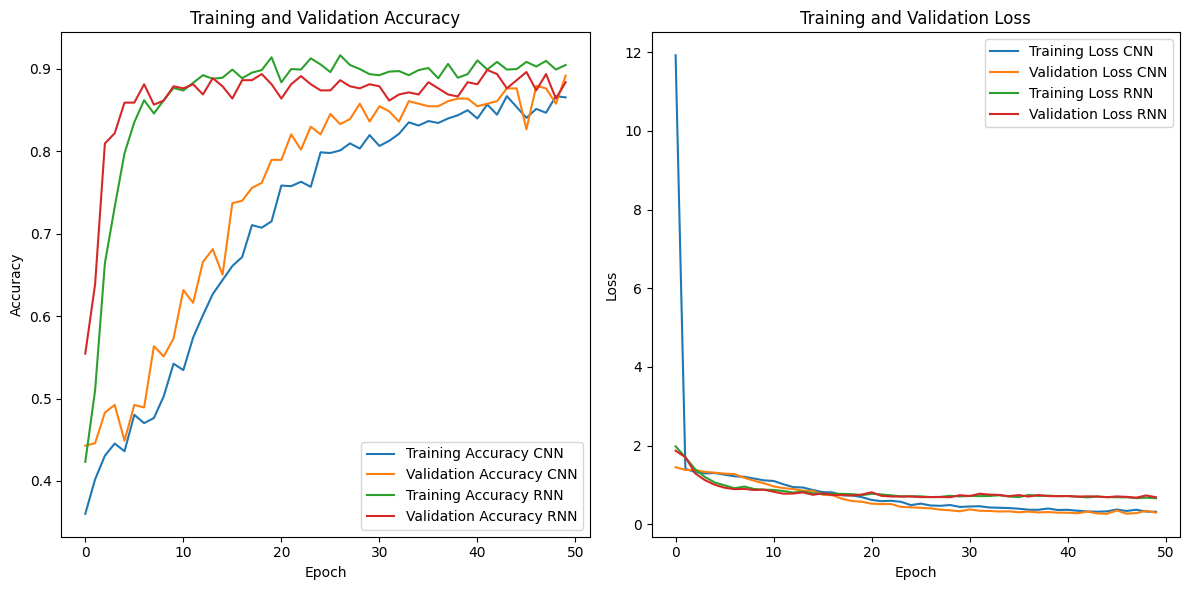 Training and Validation Accuracy
Accuracy
0.9
0.8
0.7
0.6
0.5
0.4
Training Accuracy CNN
Validation Accuracy CNN
Training Accuracy RNN
Validation Accuracy RNN
0 10 20 30 40 50
Epoch
Training and Validation Loss
Loss
12
10
8
6
4
2
0
Training Loss CNN
Validation Loss CNN
Training Loss RNN
Validation Loss RNN
0 10 20 30 40 50
Epoch